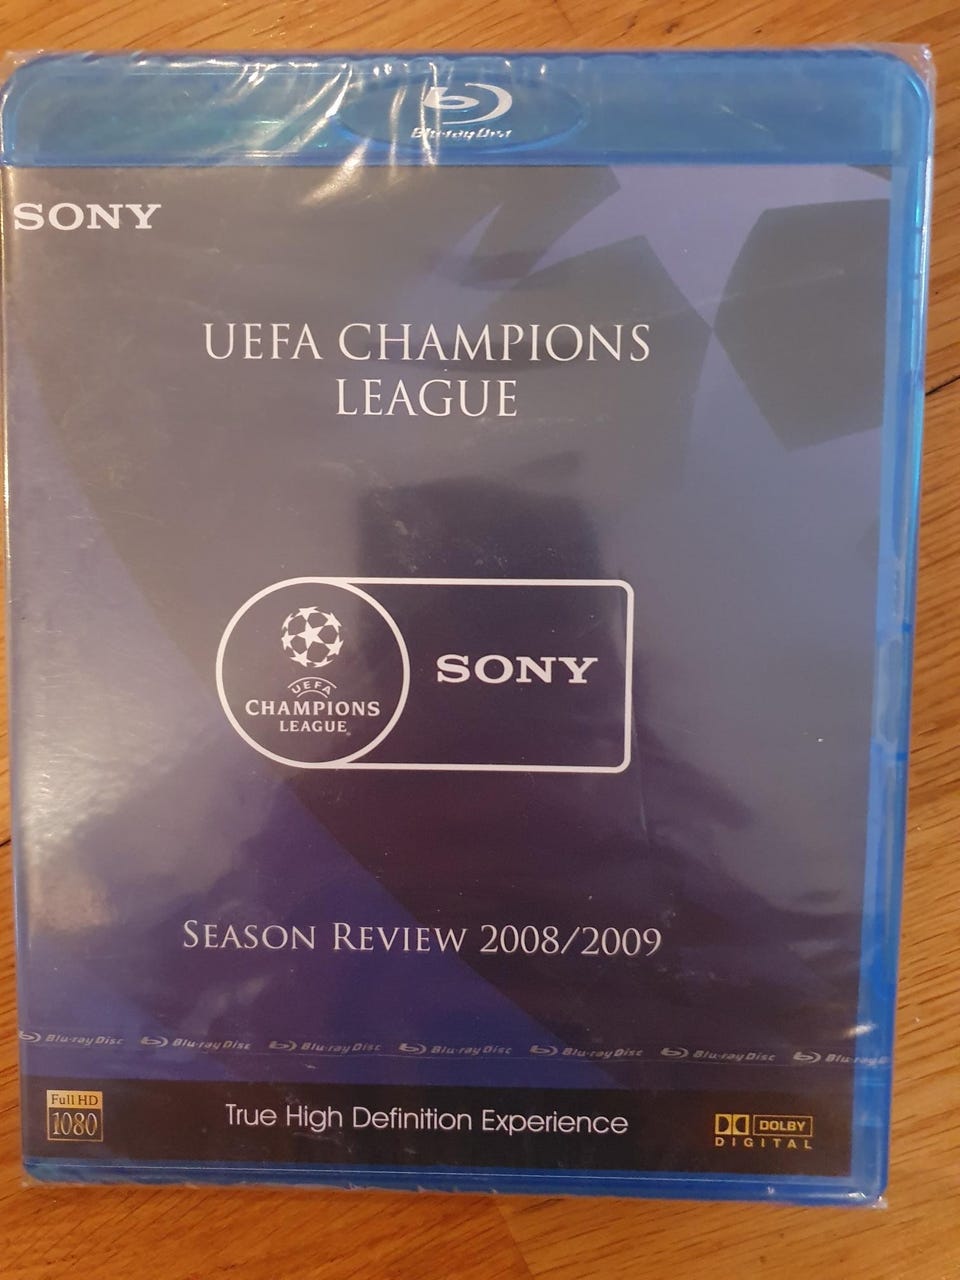 Blu-ray Disc
SONY
UEFA CHAMPIONS
LEAGUE
UEFA
CHAMPIONS
LEAGUE
SONY
SEASON REVIEW 2008/2009
Blu-ray Disc Blu-ray Disc Blu-ray Disc Blu-ray Disc Blu-ray Disc Blu-ray Disc Blu-ray
Full HD
1080
True High Definition Experience
DOLBY
DIGITAL